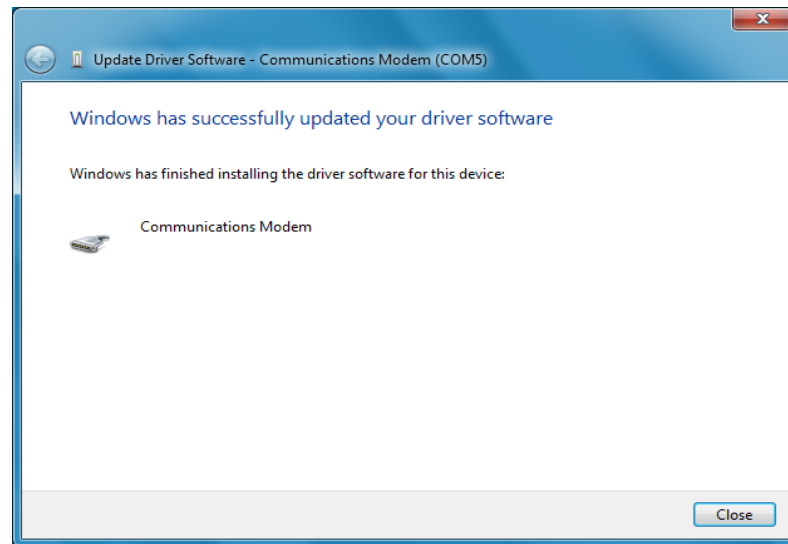 Update Driver Software - Communications Modem (COM5)
Windows has successfully updated your driver software
Windows has finished installing the driver software for this device:
Communications Modem
Close